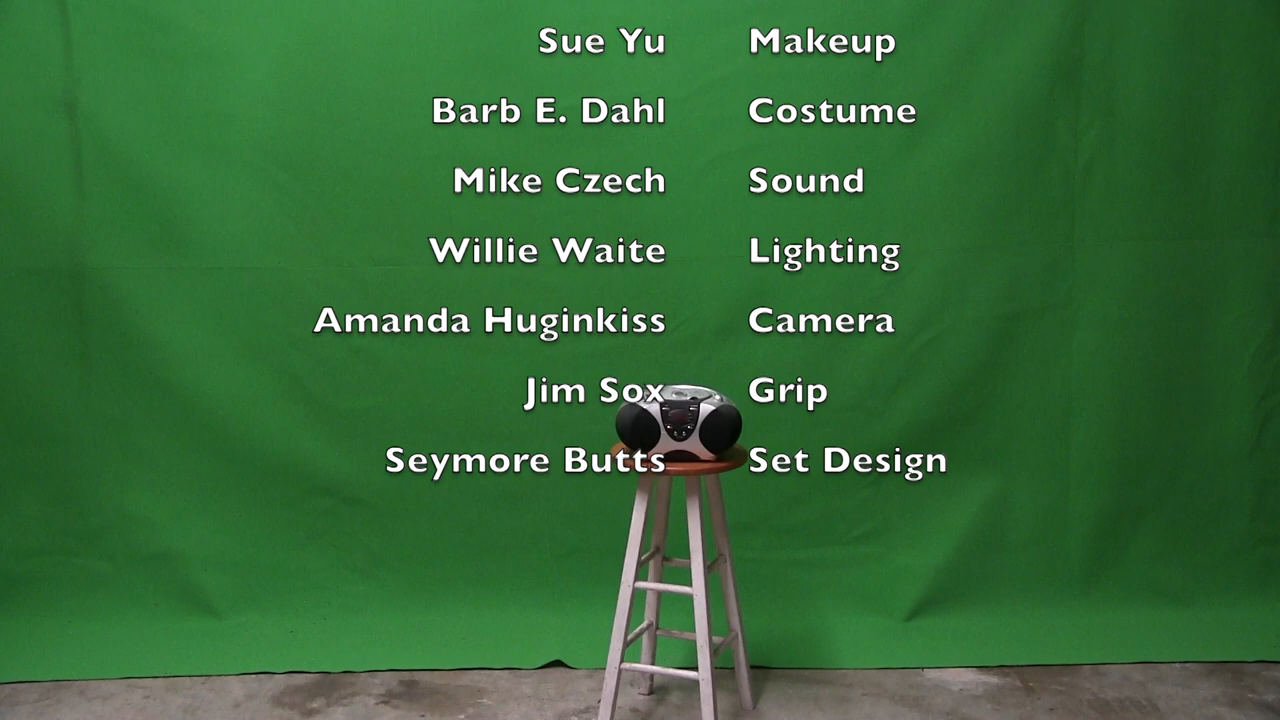 Sue Yu Makeup
Barb E. Dahl Costume
Mike Czech Sound
Willie Waite Lighting
Amanda Huginkiss Camera
Jim Sox Grip
Seymore Butts Set Design